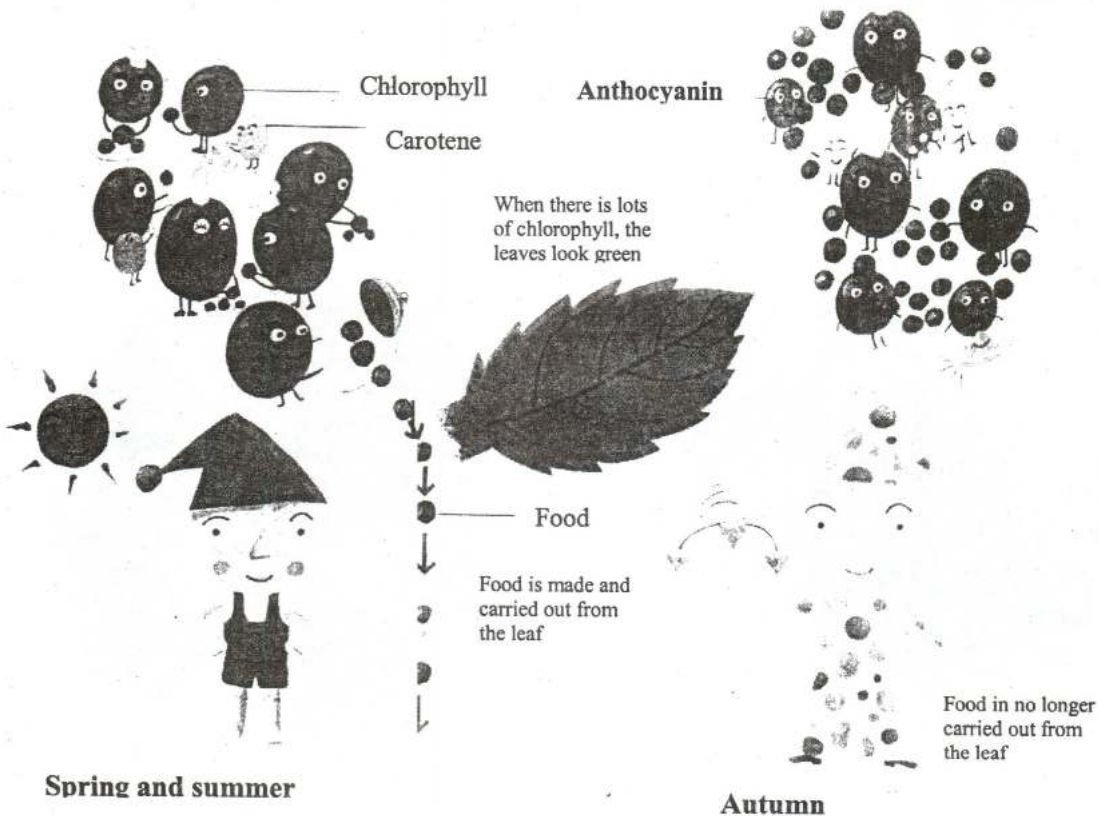 Chlorophyll
Carotene
Anthocyanin
When there is lots
of chlorophyll, the
leaves look green
Food
Food is made and
carried out from
the leaf
Food in no longer
carried out from
the leaf
Spring and summer
Autumn